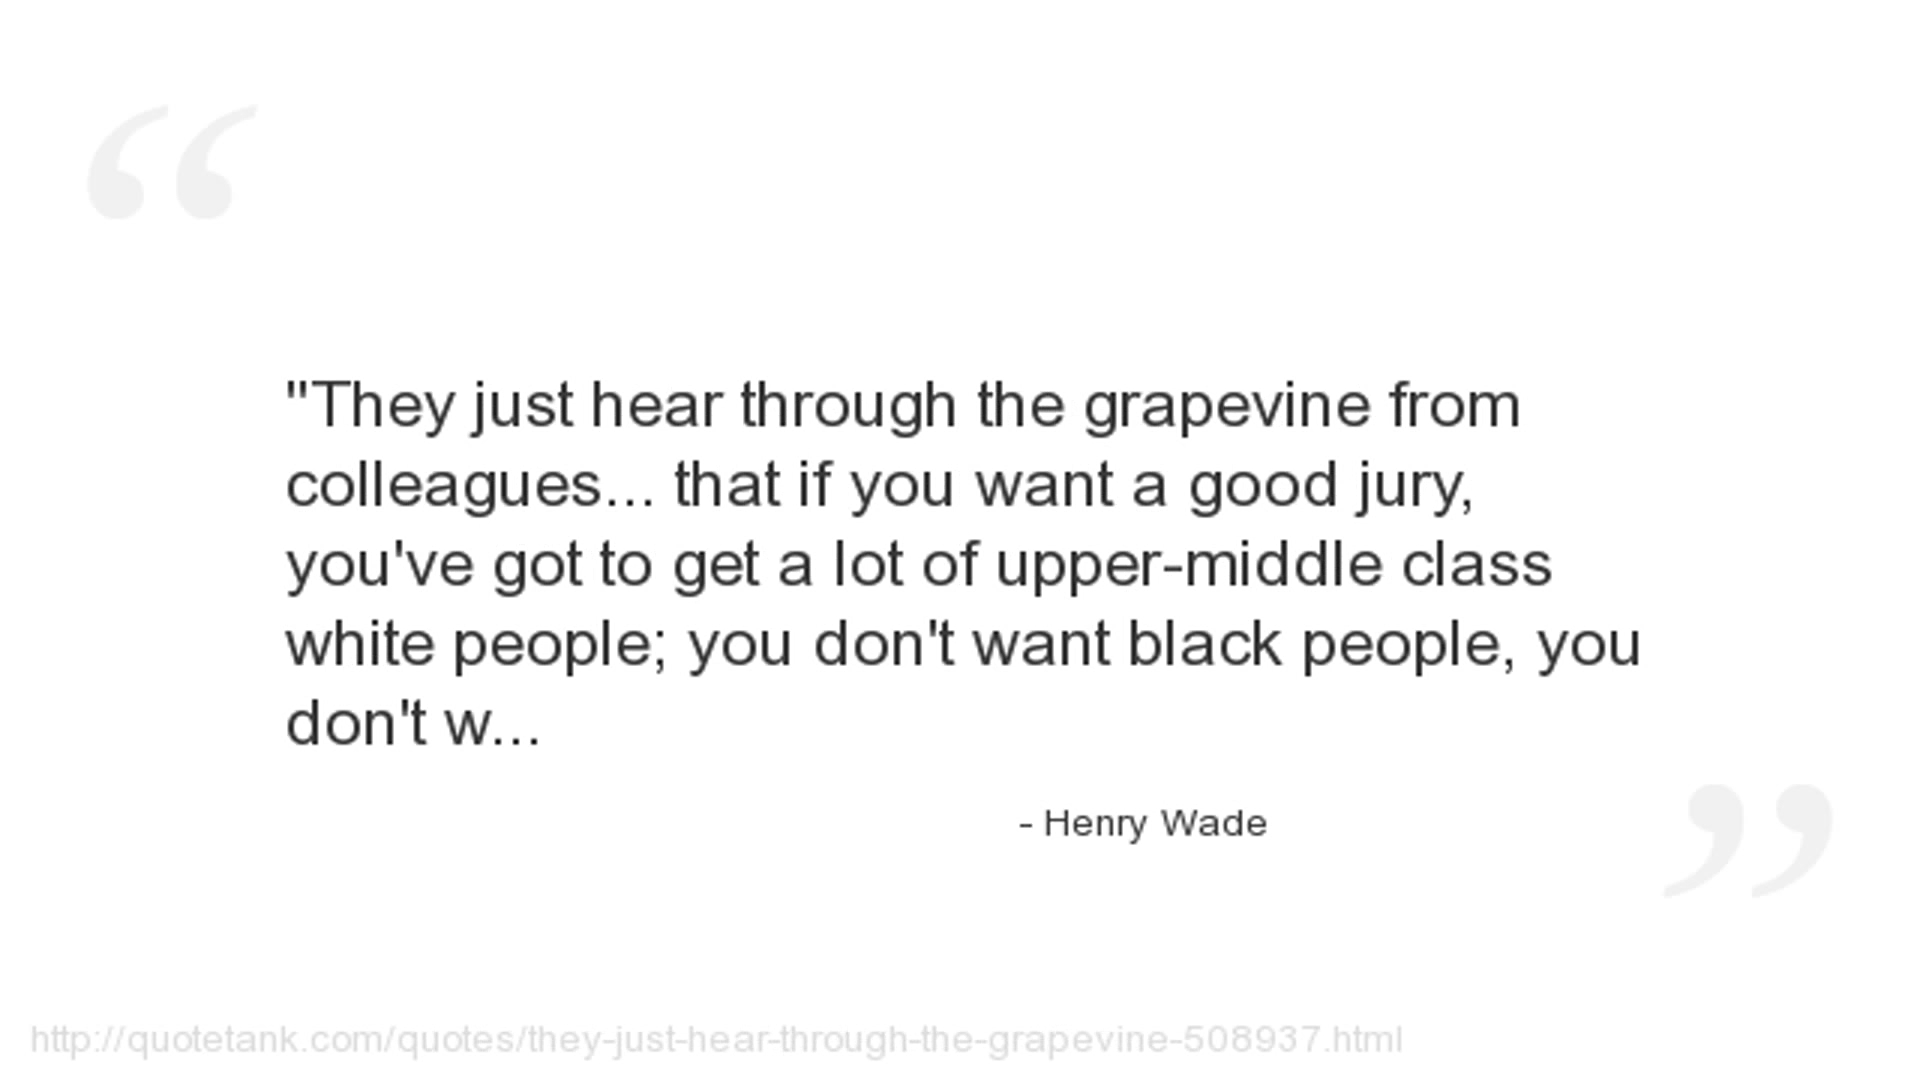 “
"They just hear through the grapevine from
colleagues... that if you want a good jury,
you've got to get a lot of upper-middle class
white people; you don't want black people, you
don't w...
- Henry Wade
”
http://quotetank.com/quotes/they-just-hear-through-the-grapevine-508937.html